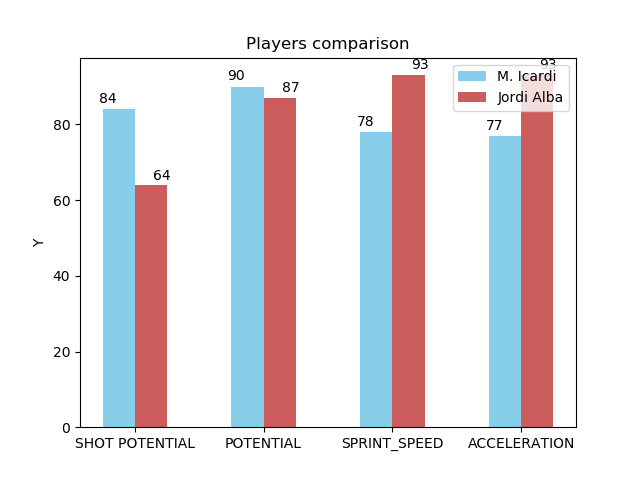 Players comparison
M. Icardi
Jordi Alba
84
64
90
87
78
93
77
93
Y
80
60
40
20
0
SHOT POTENTIAL
POTENTIAL
SPRINT_SPEED
ACCELERATION